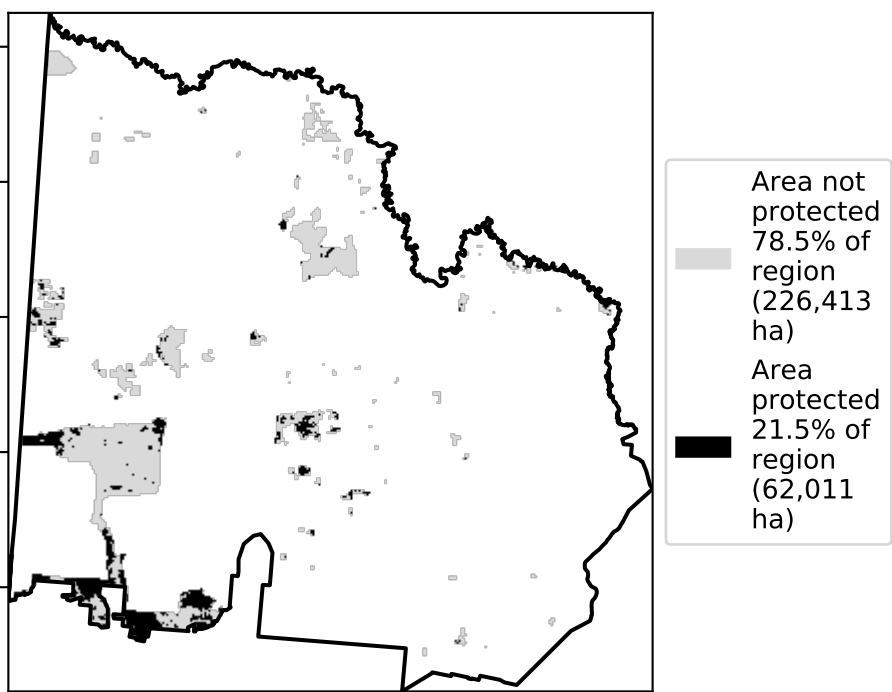 Area not
protected
78.5% of
region
(226,413
ha)
Area
protected
21.5% of
region
(62,011
ha)